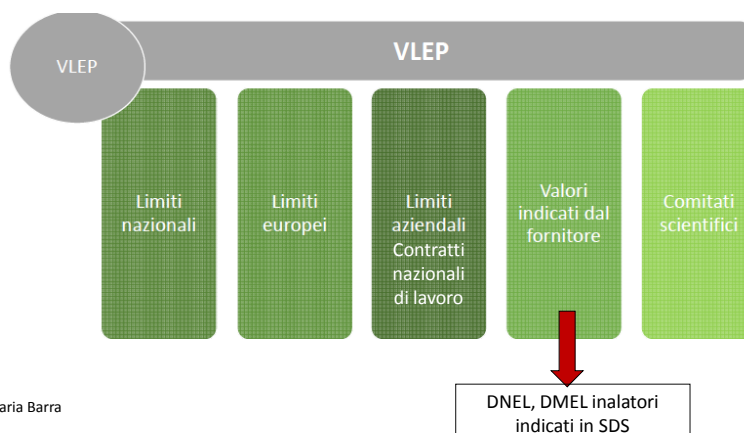 VLEP
VLEP
Limiti
nazionali
Limiti
europei
Limiti
aziendali
Contratti
nazionali
di lavoro
Valori
indicati dal
fornitore
Comitati
scientifici
DNEL, DMEL inalatori
indicati in SDS
aria Barra